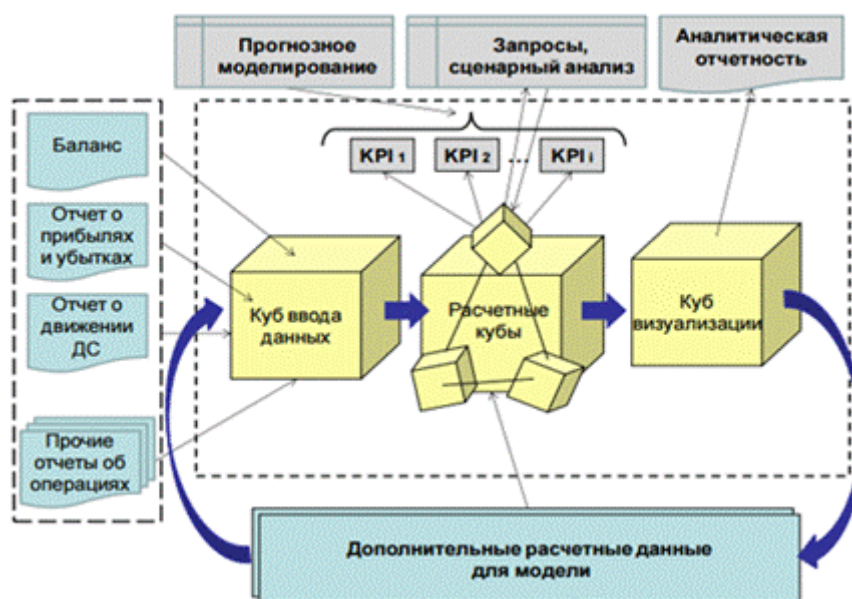 Прогнозное
моделирование
Запросы,
сценарный анализ
Аналитическая
отчетность
Баланс
Отчет о
прибылях
и убытках
Отчет о
движении
ДС
Прочие
отчеты об
операциях
KPI 1
KPI 2
...
KPI i
Куб ввода
данных
Расчетные
кубы
Куб
визуализации
Дополнительные расчетные данные
для модели